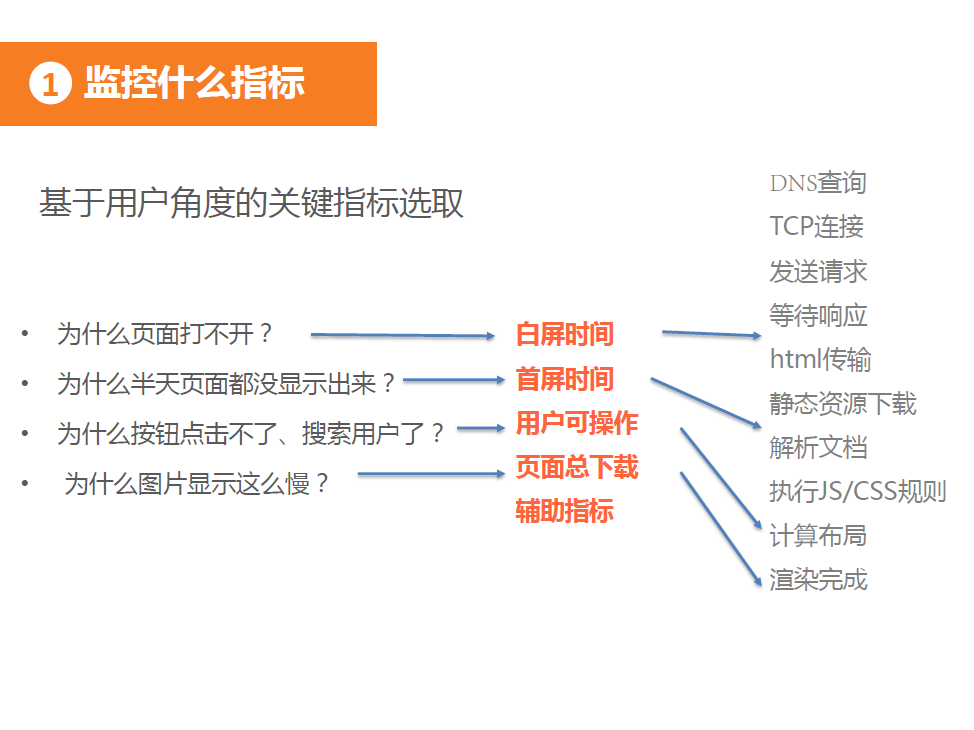 1 监控什么指标
基于用户角度的关键指标选取
• 为什么页面打不开？
• 为什么半天页面都没显示出来？
• 为什么按钮点击不了、搜索用户了？
• 为什么图片显示这么慢？
白屏时间
首屏时间
用户可操作
页面总下载
辅助指标
DNS查询
TCP连接
发送请求
等待响应
html传输
静态资源下载
解析文档
执行JS/CSS规则
计算布局
渲染完成